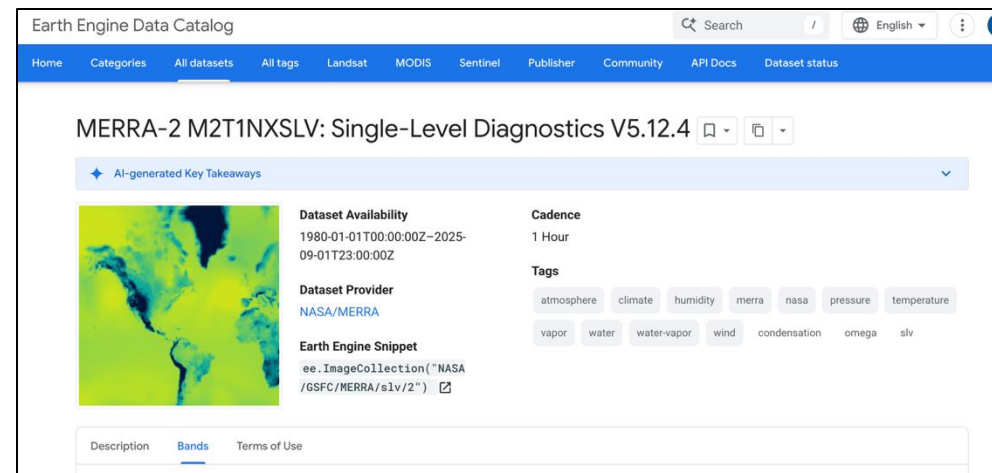 Earth Engine Data Catalog
Search
/
English
Home Categories All datasets All tags Landsat MODIS Sentinel Publisher Community API Docs Dataset status
MERRA-2 M2T1NXSLV: Single-Level Diagnostics V5.12.4
AI-generated Key Takeaways
Dataset Availability
1980-01-01T00:00:00Z–2025-
09-01T23:00:00Z
Dataset Provider
NASA/MERRA
Earth Engine Snippet
ee.ImageCollection("NASA
/GSFC/MERRA/slv/2")
Cadence
1 Hour
Tags
atmosphere climate humidity merra nasa pressure temperature
vapor water water-vapor wind condensation omega slv
Description Bands Terms of Use